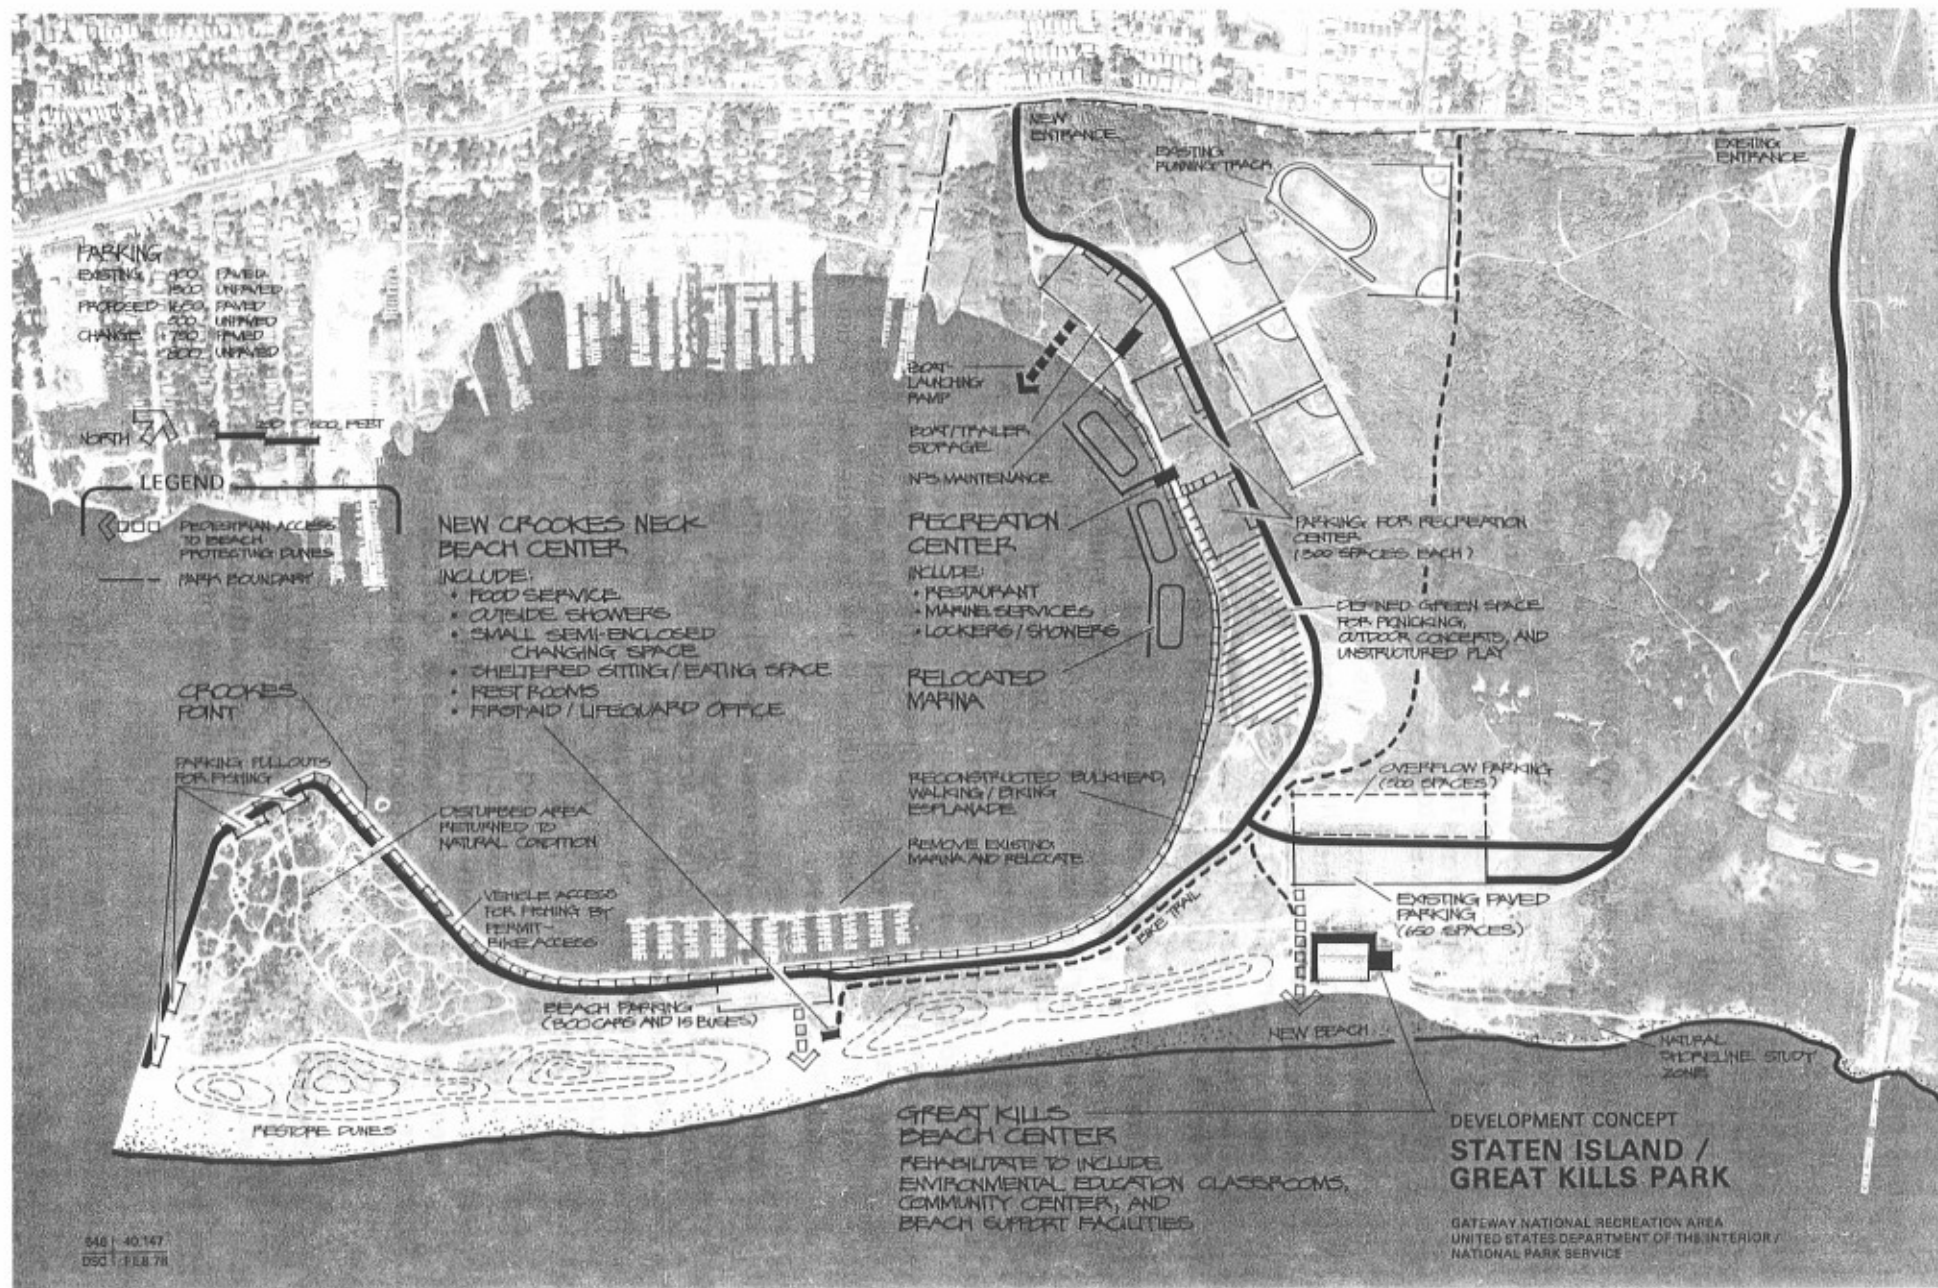 NEW
ENTRANCE
EXISTING
RUNNING TRACK
EXISTING
ENTRANCE
PARKING
EXISTING 900 PAVED
1300 UNPAVED
PROPOSED 1650 PAVED
500 UNPAVED
CHANGE +750 PAVED
-800 UNPAVED
NORTH
0 250 500 FEET
LEGEND
PEDESTRIAN ACCESS
TO BEACH
PROTECTING DUNES
PARK BOUNDARY
BOAT-
LAUNCHING
RAMP
BOAT/TRAILER
STORAGE
NPS MAINTENANCE
NEW CROOKES NECK
BEACH CENTER
INCLUDE:
• FOOD SERVICE
• OUTSIDE SHOWERS
• SMALL SEMI-ENCLOSED
CHANGING SPACE
• SHELTERED SITTING/EATING SPACE
• REST ROOMS
• FIRST-AID / LIFEGUARD OFFICE
RECREATION
CENTER
INCLUDE:
• RESTAURANT
• MARINE SERVICES
• LOCKERS/SHOWERS
RELOCATED
MARINA
PARKING FOR RECREATION
CENTER
(300 SPACES EACH)
DEFINED GREEN SPACE
FOR PICNICKING,
OUTDOOR CONCERTS, AND
UNSTRUCTURED PLAY
CROOKES
POINT
PARKING PULLOUTS
FOR FISHING
DISTURBED AREA
RETURNED TO
NATURAL CONDITION
VEHICLE ACCESS
FOR FISHING BY
PERMIT-
BIKE ACCESS
RECONSTRUCTED BULKHEAD,
WALKING/BIKING
ESPLANADE
REMOVE EXISTING
MARINA AND RELOCATE
OVERFLOW PARKING
(500 SPACES)
EXISTING PAVED
PARKING
(650 SPACES)
BIKE TRAIL
BEACH PARKING
(300 CARS AND 15 BUSES)
NEW BEACH
NATURAL
SHORELINE STUDY
ZONE
RESTORE DUNES
GREAT KILLS
BEACH CENTER
REHABILITATE TO INCLUDE
ENVIRONMENTAL EDUCATION CLASSROOMS,
COMMUNITY CENTER, AND
BEACH SUPPORT FACILITIES
DEVELOPMENT CONCEPT
STATEN ISLAND /
GREAT KILLS PARK
GATEWAY NATIONAL RECREATION AREA
UNITED STATES DEPARTMENT OF THE INTERIOR /
NATIONAL PARK SERVICE
646 | 40,147
DSC | FEB 78